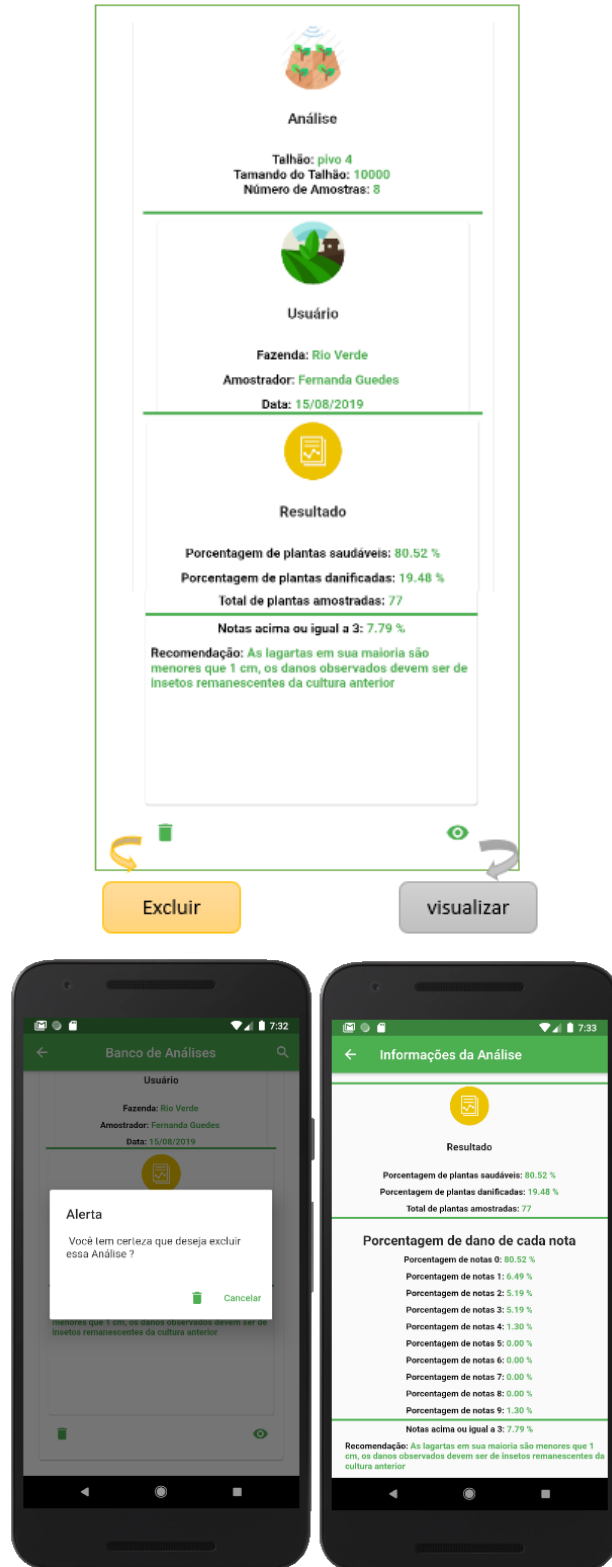 Análise
Talhão: pivo 4
Tamando do Talhão: 10000
Número de Amostras: 8
Usuário
Fazenda: Rio Verde
Amostrador: Fernanda Guedes
Data: 15/08/2019
Resultado
Porcentagem de plantas saudáveis: 80.52 %
Porcentagem de plantas danificadas: 19.48 %
Total de plantas amostradas: 77
Notas acima ou igual a 3: 7.79 %
Recomendação: As lagartas em sua maioria são
menores que 1 cm, os danos observados devem ser de
insetos remanescentes da cultura anterior
Excluir
visualizar
7:32
Banco de Análises
Usuário
Fazenda: Rio Verde
Amostrador: Fernanda Guedes
Data: 15/08/2019
Alerta
Você tem certeza que deseja excluir
essa Análise ?
Cancelar
menores que 1 cm, os danos observados devem ser de
insetos remanescentes da cultura anterior
7:33
Informações da Análise
Resultado
Porcentagem de plantas saudáveis: 80.52 %
Porcentagem de plantas danificadas: 19.48 %
Total de plantas amostradas: 77
Porcentagem de dano de cada nota
Porcentagem de notas 0: 80.52 %
Porcentagem de notas 1: 6.49 %
Porcentagem de notas 2: 5.19 %
Porcentagem de notas 3: 5.19 %
Porcentagem de notas 4: 1.30 %
Porcentagem de notas 5: 0.00 %
Porcentagem de notas 6: 0.00 %
Porcentagem de notas 7: 0.00 %
Porcentagem de notas 8: 0.00 %
Porcentagem de notas 9: 1.30 %
Notas acima ou igual a 3: 7.79 %
Recomendação: As lagartas em sua maioria são menores que 1
cm, os danos observados devem ser de insetos remanescentes da
cultura anterior